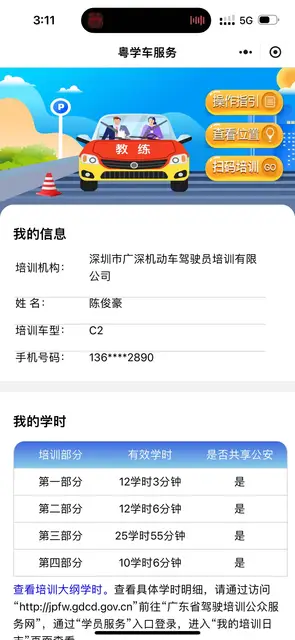 3:11
5G
粤学车服务
操作指引
查看位置
扫码培训 GO
P
教 练
我的信息
培训机构： 深圳市广深机动车驾驶员培训有限
公司
姓 名： 陈俊豪
培训车型： C2
手机号码： 136****2890
我的学时
培训部分 有效学时 是否共享公安
第一部分 12学时3分钟 是
第二部分 12学时6分钟 是
第三部分 25学时55分钟 是
第四部分 10学时6分钟 是
查看培训大纲学时。查看具体学时明细，请通过访问
“http://jpfw.gdcd.gov.cn”前往“广东省驾驶培训公众服
务网”，通过“学员服务”入口登录，进入“我的培训日
志”页面查看